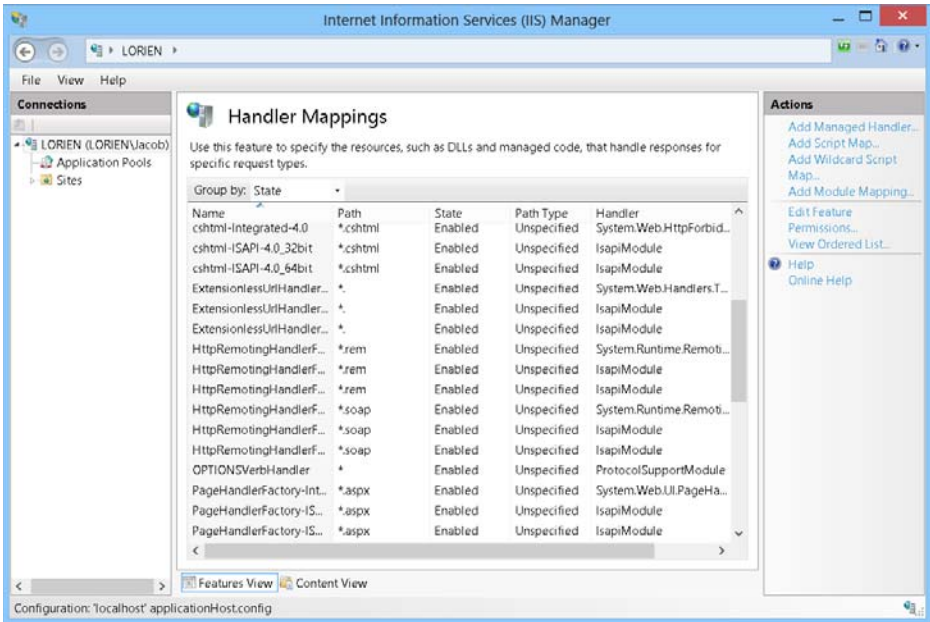 Internet Information Services (IIS) Manager
LORIEN
File View Help
Connections
LORIEN (LORIEN\Jacob)
Application Pools
Sites
Handler Mappings
Use this feature to specify the resources, such as DLLs and managed code, that handle responses for
specific request types.
Group by: State
Name Path State Path Type Handler
cshtml-Integrated-4.0 *.cshtml Enabled Unspecified System.Web.HttpForbid...
cshtml-ISAPI-4.0_32bit *.cshtml Enabled Unspecified IsapiModule
cshtml-ISAPI-4.0_64bit *.cshtml Enabled Unspecified IsapiModule
ExtensionlessUrlHandler... *. Enabled Unspecified System.Web.Handlers.T...
ExtensionlessUrlHandler... *. Enabled Unspecified IsapiModule
ExtensionlessUrlHandler... *. Enabled Unspecified IsapiModule
HttpRemotingHandlerF... *.rem Enabled Unspecified System.Runtime.Remoti...
HttpRemotingHandlerF... *.rem Enabled Unspecified IsapiModule
HttpRemotingHandlerF... *.rem Enabled Unspecified IsapiModule
HttpRemotingHandlerF... *.soap Enabled Unspecified System.Runtime.Remoti...
HttpRemotingHandlerF... *.soap Enabled Unspecified IsapiModule
HttpRemotingHandlerF... *.soap Enabled Unspecified IsapiModule
OPTIONSVerbHandler * Enabled Unspecified ProtocolSupportModule
PageHandlerFactory-Int... *.aspx Enabled Unspecified System.Web.UI.PageHa...
PageHandlerFactory-IS... *.aspx Enabled Unspecified IsapiModule
PageHandlerFactory-IS... *.aspx Enabled Unspecified IsapiModule
Features View Content View
Actions
Add Managed Handler...
Add Script Map...
Add Wildcard Script
Map...
Add Module Mapping...
Edit Feature
Permissions...
View Ordered List...
Help
Online Help
Configuration: 'localhost' applicationHost.config